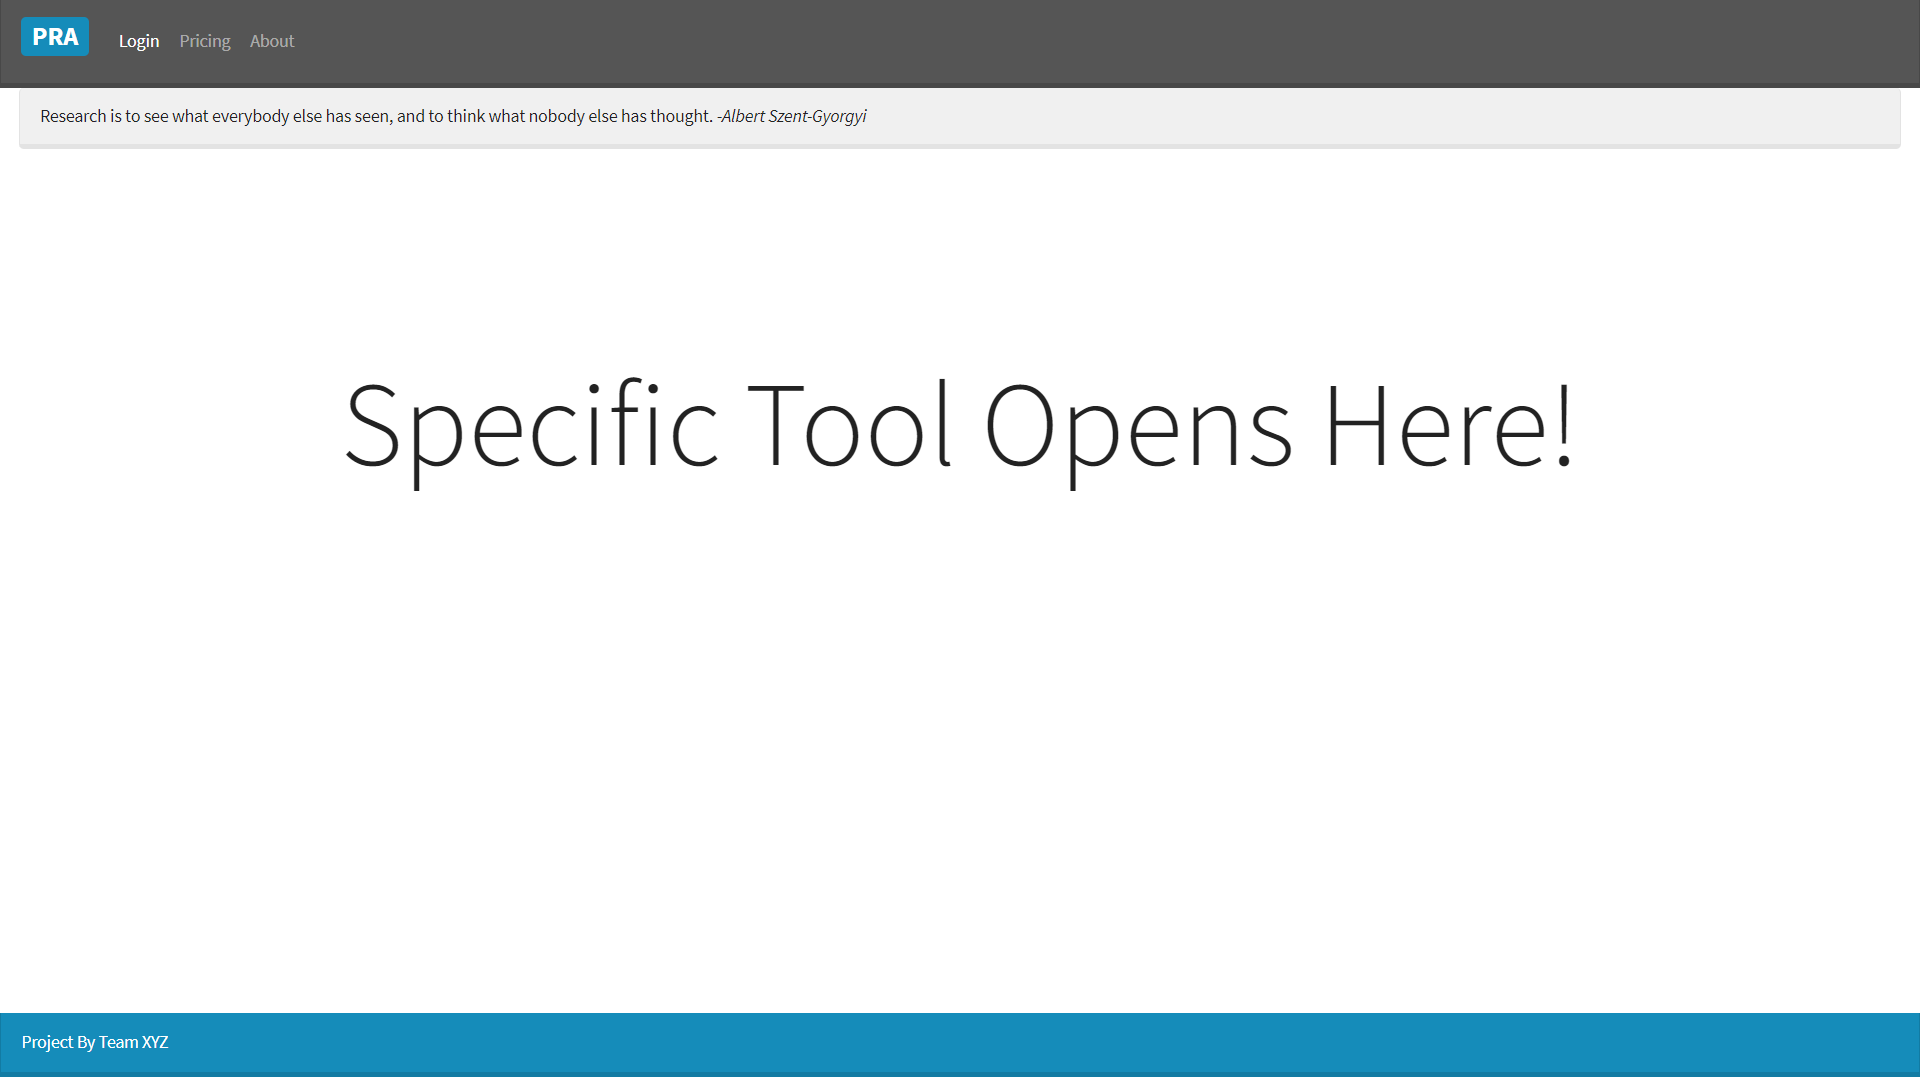 PRA Login Pricing About
Research is to see what everybody else has seen, and to think what nobody else has thought. -Albert Szent-Gyorgyi
Specific Tool Opens Here!
Project By Team XYZ